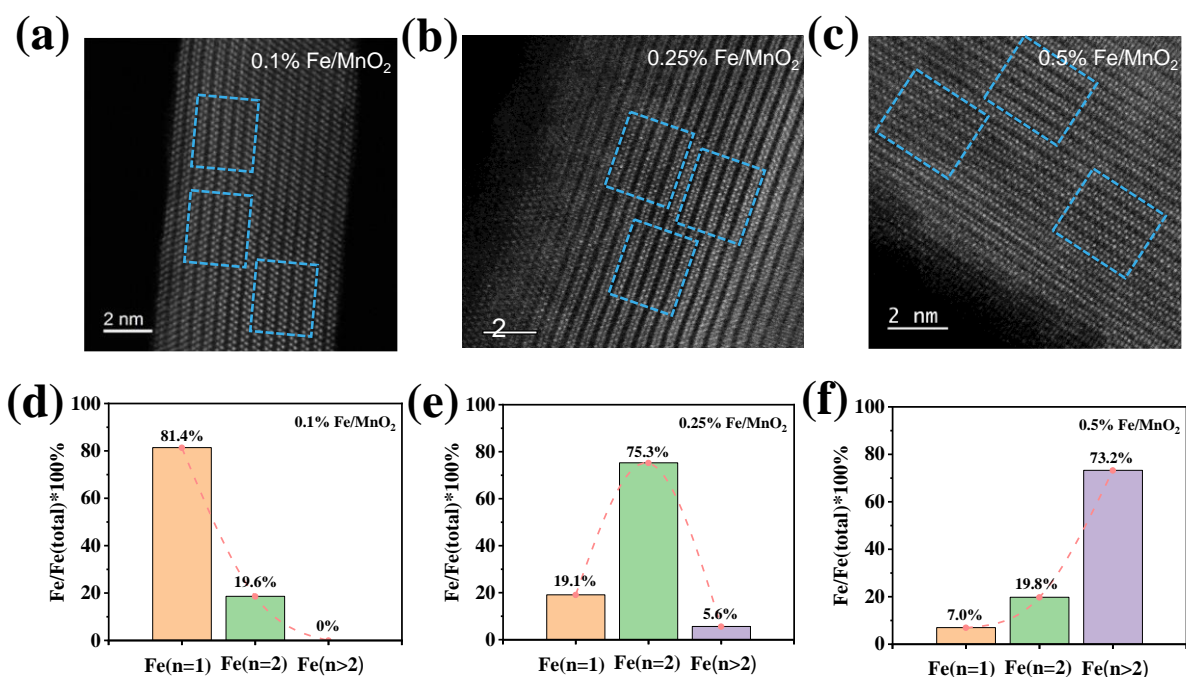 (a)
0.1% Fe/MnO₂
2 nm
(b)
0.25% Fe/MnO₂
2
(c)
0.5% Fe/MnO₂
2 nm
(d)
Fe/Fe(total)*100%
100
80
60
40
20
0
0.1% Fe/MnO₂
81.4%
19.6%
0%
Fe(n=1) Fe(n=2) Fe(n>2)
(e)
Fe/Fe(total)*100%
100
80
60
40
20
0
0.25% Fe/MnO₂
19.1%
75.3%
5.6%
Fe(n=1) Fe(n=2) Fe(n>2)
(f)
Fe/Fe(total)*100%
100
80
60
40
20
0
0.5% Fe/MnO₂
7.0%
19.8%
73.2%
Fe(n=1) Fe(n=2) Fe(n>2)